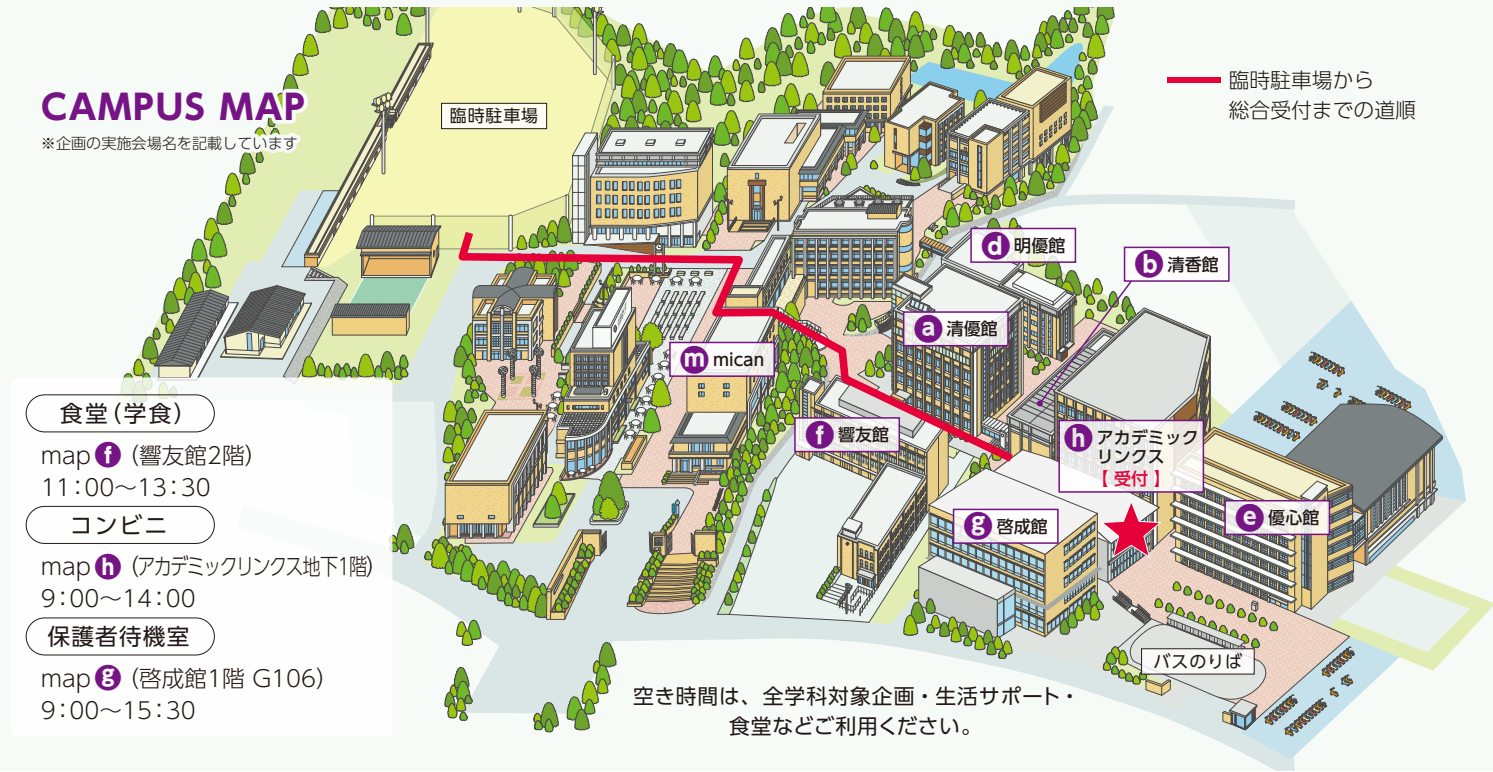 CAMPUS MAP
※企画の実施会場名を記載しています
臨時駐車場
臨時駐車場から
総合受付までの道順
d 明優館
b 清香館
a 清優館
m mican
f 響友館
h アカデミック
リンクス
【 受付 】
g 啓成館
e 優心館
バスのりば
食堂(学食)
map f (響友館2階)
11:00〜13:30
コンビニ
map h (アカデミックリンクス地下1階)
9:00〜14:00
保護者待機室
map g (啓成館1階 G106)
9:00〜15:30
空き時間は、全学科対象企画・生活サポート・
食堂などご利用ください。